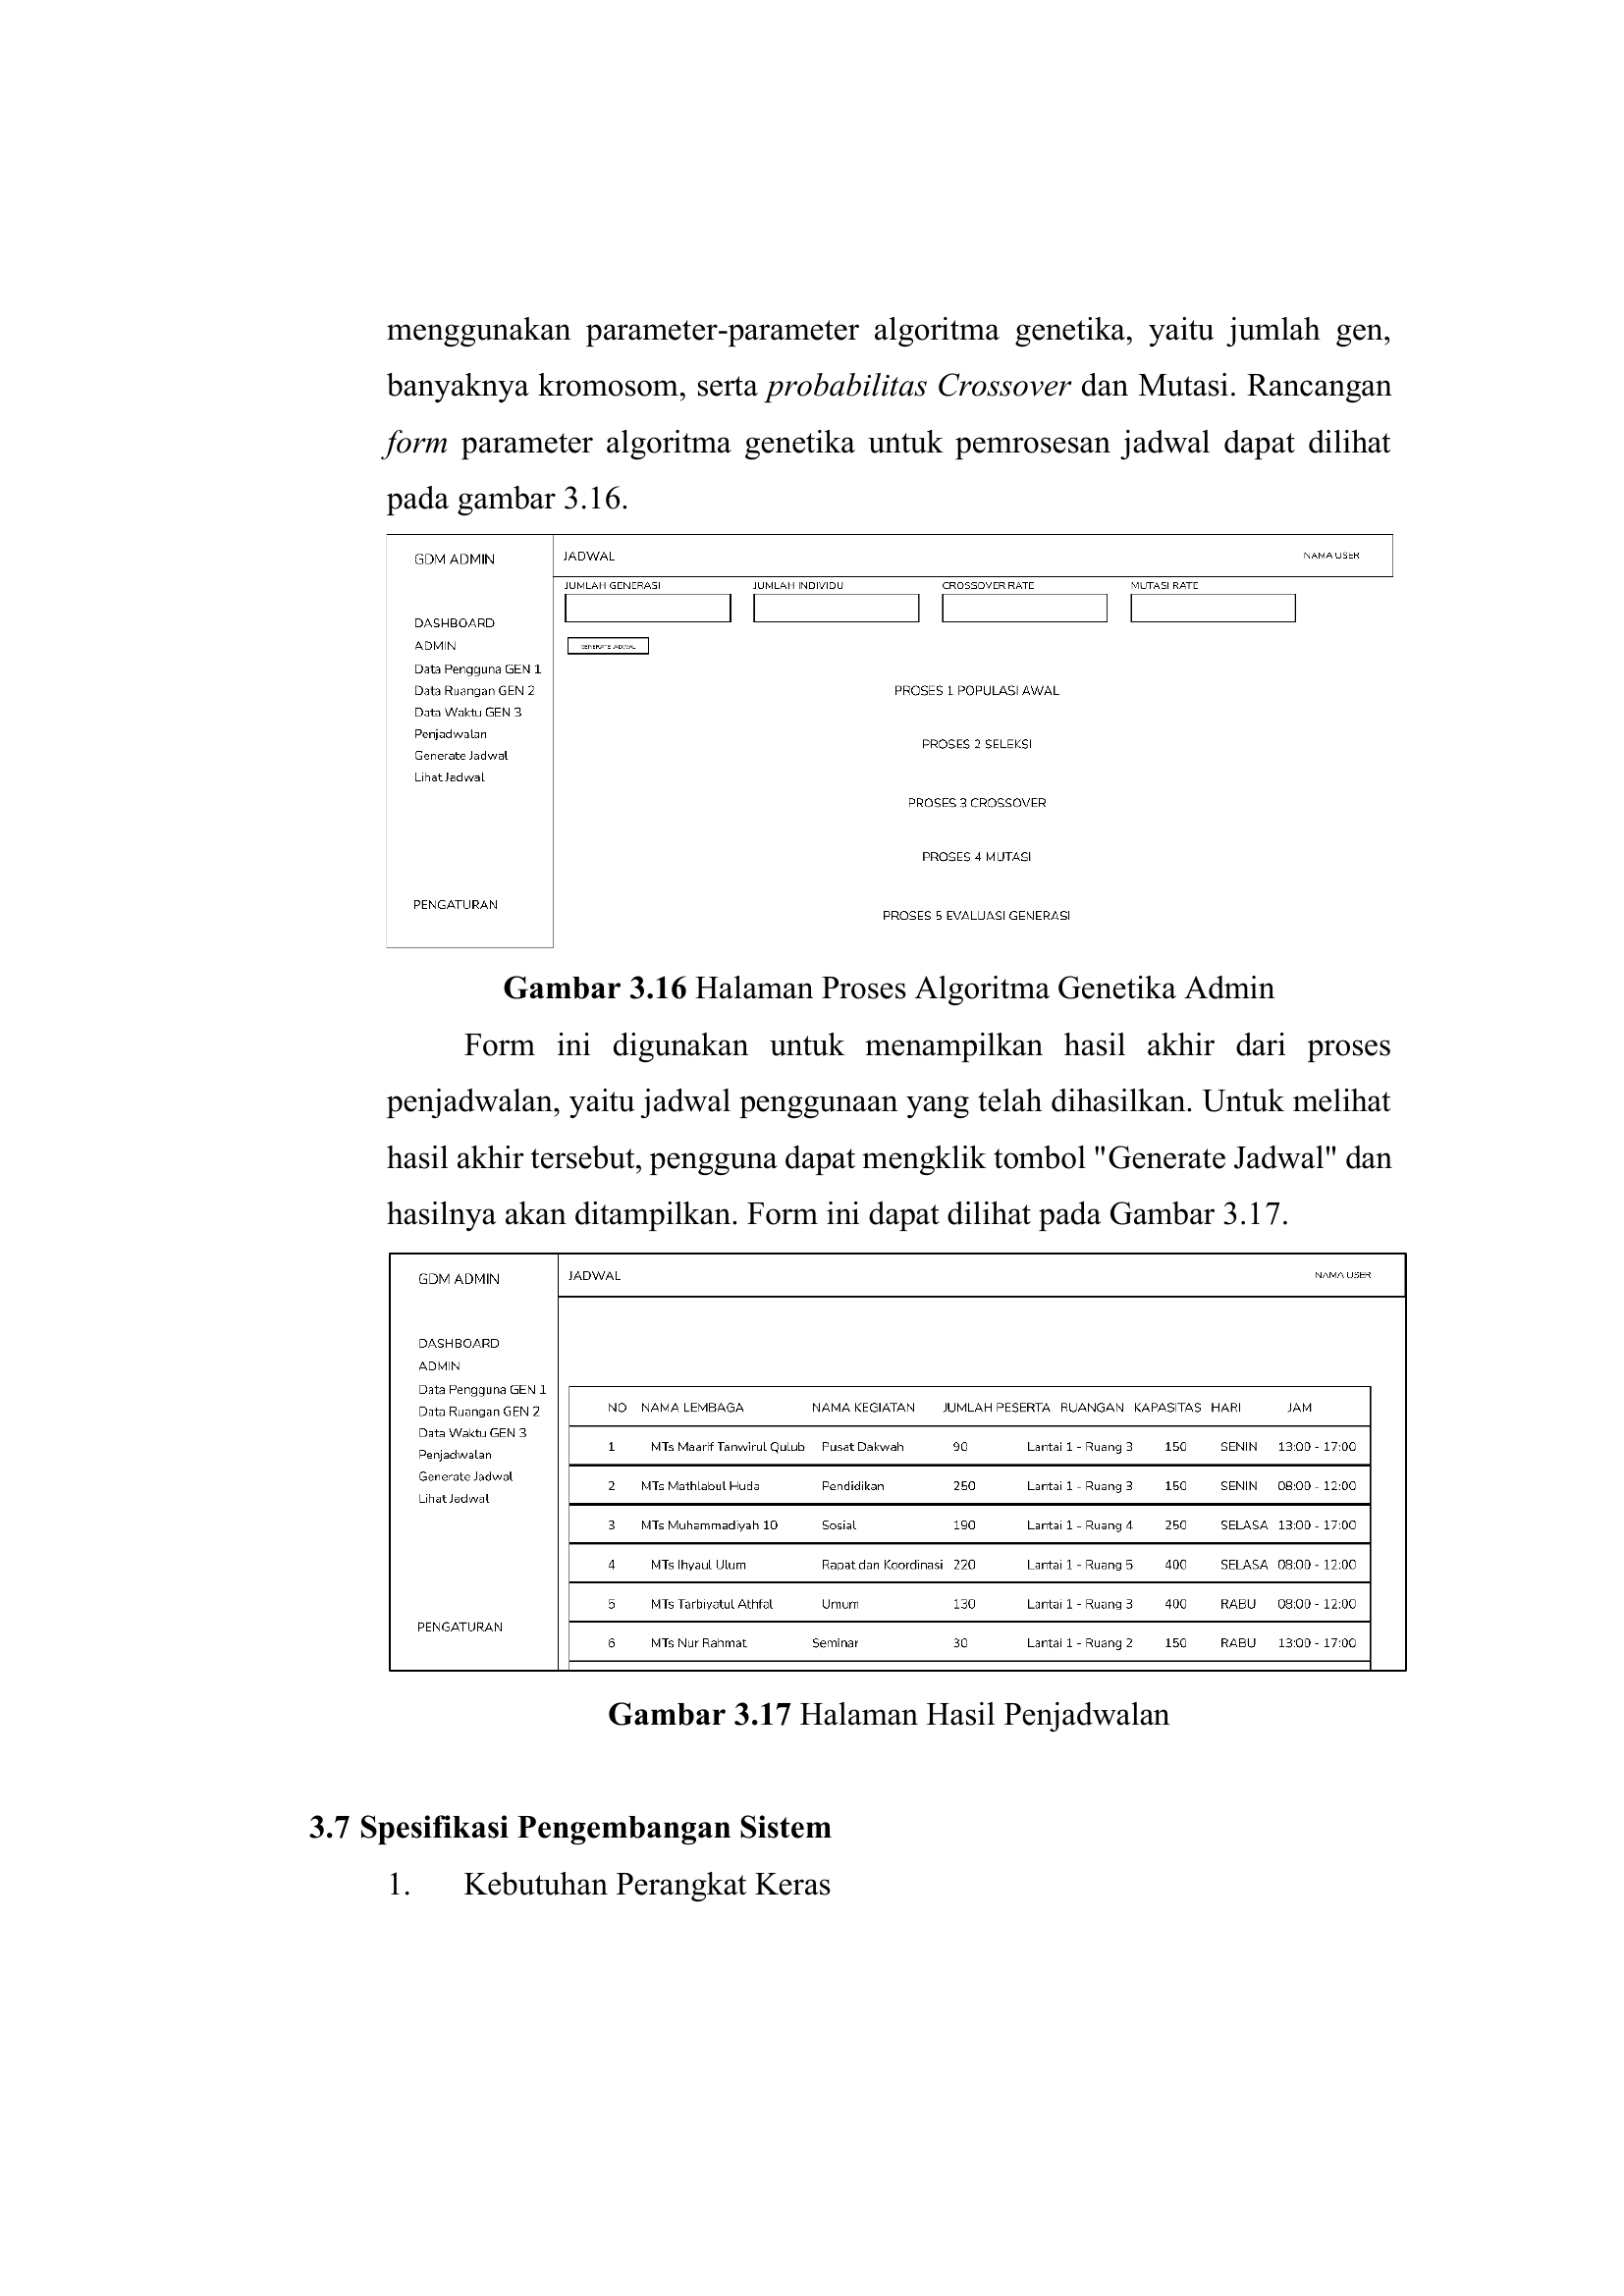 menggunakan parameter-parameter algoritma genetika, yaitu jumlah gen,
banyaknya kromosom, serta probabilitas Crossover dan Mutasi. Rancangan
form parameter algoritma genetika untuk pemrosesan jadwal dapat dilihat
pada gambar 3.16.
GDM ADMIN
JADWAL
NAMA USER
JUMLAH GENERASI JUMLAH INDIVIDU CROSSOVER RATE MUTASI RATE
GENERATE JADWAL
DASHBOARD
ADMIN
Data Pengguna GEN 1
Data Ruangan GEN 2
Data Waktu GEN 3
Penjadwalan
Generate Jadwal
Lihat Jadwal
PENGATURAN
PROSES 1 POPULASI AWAL
PROSES 2 SELEKSI
PROSES 3 CROSSOVER
PROSES 4 MUTASI
PROSES 5 EVALUASI GENERASI
Gambar 3.16 Halaman Proses Algoritma Genetika Admin
Form ini digunakan untuk menampilkan hasil akhir dari proses
penjadwalan, yaitu jadwal penggunaan yang telah dihasilkan. Untuk melihat
hasil akhir tersebut, pengguna dapat mengklik tombol "Generate Jadwal" dan
hasilnya akan ditampilkan. Form ini dapat dilihat pada Gambar 3.17.
GDM ADMIN
JADWAL
NAMA USER
DASHBOARD
ADMIN
Data Pengguna GEN 1
Data Ruangan GEN 2
Data Waktu GEN 3
Penjadwalan
Generate Jadwal
Lihat Jadwal
PENGATURAN
NO NAMA LEMBAGA NAMA KEGIATAN JUMLAH PESERTA RUANGAN KAPASITAS HARI JAM
1 MTs Maarif Tanwirul Qulub Pusat Dakwah 90 Lantai 1 - Ruang 3 150 SENIN 13:00 - 17:00
2 MTs Mathlabul Huda Pendidikan 250 Lantai 1 - Ruang 3 150 SENIN 08:00 - 12:00
3 MTs Muhammadiyah 10 Sosial 190 Lantai 1 - Ruang 4 250 SELASA 13:00 - 17:00
4 MTs Ihyaul Ulum Rapat dan Koordinasi 220 Lantai 1 - Ruang 5 400 SELASA 08:00 - 12:00
5 MTs Tarbiyatul Athfal Umum 130 Lantai 1 - Ruang 3 400 RABU 08:00 - 12:00
6 MTs Nur Rahmat Seminar 30 Lantai 1 - Ruang 2 150 RABU 13:00 - 17:00
Gambar 3.17 Halaman Hasil Penjadwalan
3.7 Spesifikasi Pengembangan Sistem
1. Kebutuhan Perangkat Keras